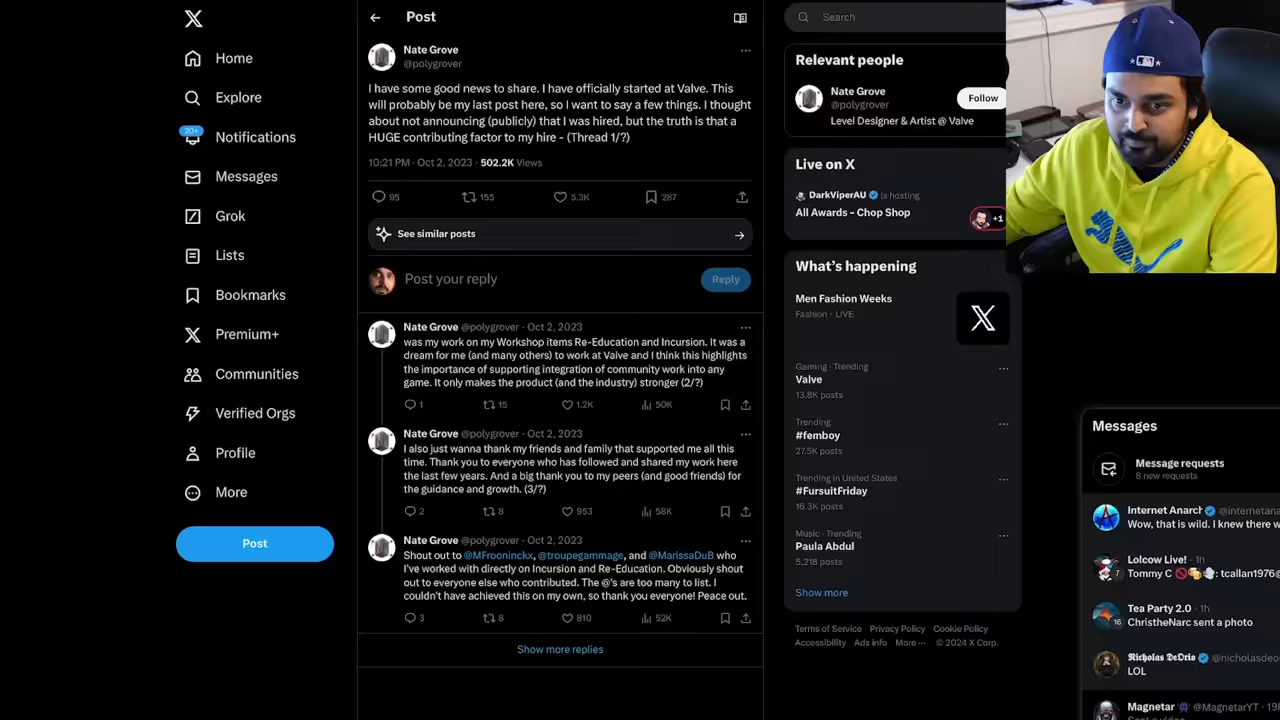 Home
Explore
20+
Notifications
Messages
Grok
Lists
Bookmarks
Premium+
Communities
Verified Orgs
Profile
More
Post
Post
Nate Grove
@polygrover
I have some good news to share. I have officially started at Valve. This
will probably be my last post here, so I want to say a few things. I thought
about not announcing (publicly) that I was hired, but the truth is that a
HUGE contributing factor to my hire - (Thread 1/?)
10:21 PM · Oct 2, 2023 · 502.2K Views
95 155 5.3K 287
See similar posts
Post your reply
Reply
Nate Grove @polygrover · Oct 2, 2023
was my work on my Workshop items Re-Education and Incursion. It was a
dream for me (and many others) to work at Valve and I think this highlights
the importance of supporting integration of community work into any
game. It only makes the product (and the industry) stronger (2/?)
1 15 1.2K 50K
Nate Grove @polygrover · Oct 2, 2023
I also just wanna thank my friends and family that supported me all this
time. Thank you to everyone who has followed and shared my work here
the last few years. And a big thank you to my peers (and good friends) for
the guidance and growth. (3/?)
2 8 953 58K
Nate Grove @polygrover · Oct 2, 2023
Shout out to @MFrooninckx, @troupegammage, and @MarissaDuB who
I've worked with directly on Incursion and Re-Education. Obviously shout
out to everyone else who contributed. The @'s are too many to list. I
couldn't have achieved this on my own, so thank you everyone! Peace out.
3 8 810 52K
Show more replies
Search
Relevant people
Nate Grove
@polygrover
Follow
Level Designer & Artist @ Valve
Live on X
DarkViperAU is hosting
All Awards - Chop Shop
+1
What's happening
Men Fashion Weeks
Fashion · LIVE
Gaming · Trending
Valve
13.8K posts
Trending
#femboy
27.5K posts
Trending in United States
#FursuitFriday
16.3K posts
Music · Trending
Paula Abdul
5,218 posts
Show more
Terms of Service Privacy Policy Cookie Policy
Accessibility Ads info More ··· © 2024 X Corp.
Messages
Message requests
8 new requests
Internet Anarch @internetana
Wow, that is wild. I knew there w
Lolcow Live! · 1h
7
Tommy C : tcallan1976@
Tea Party 2.0 · 1h
16
ChristheNarc sent a photo
Nicholas DeOrio @nicholasdeo
LOL
Magnetar @MagnetarYT · 19h